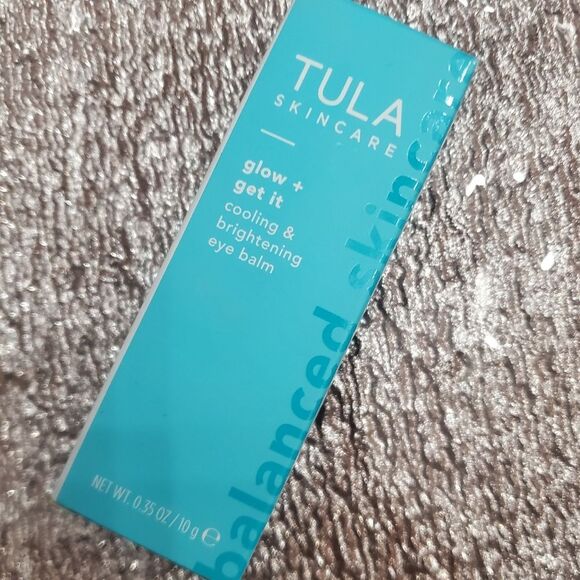 TULA
SKINCARE
glow +
get it
cooling &
brightening
eye balm
balanced skincare
NET WT. 0.35 OZ / 10 g ℮